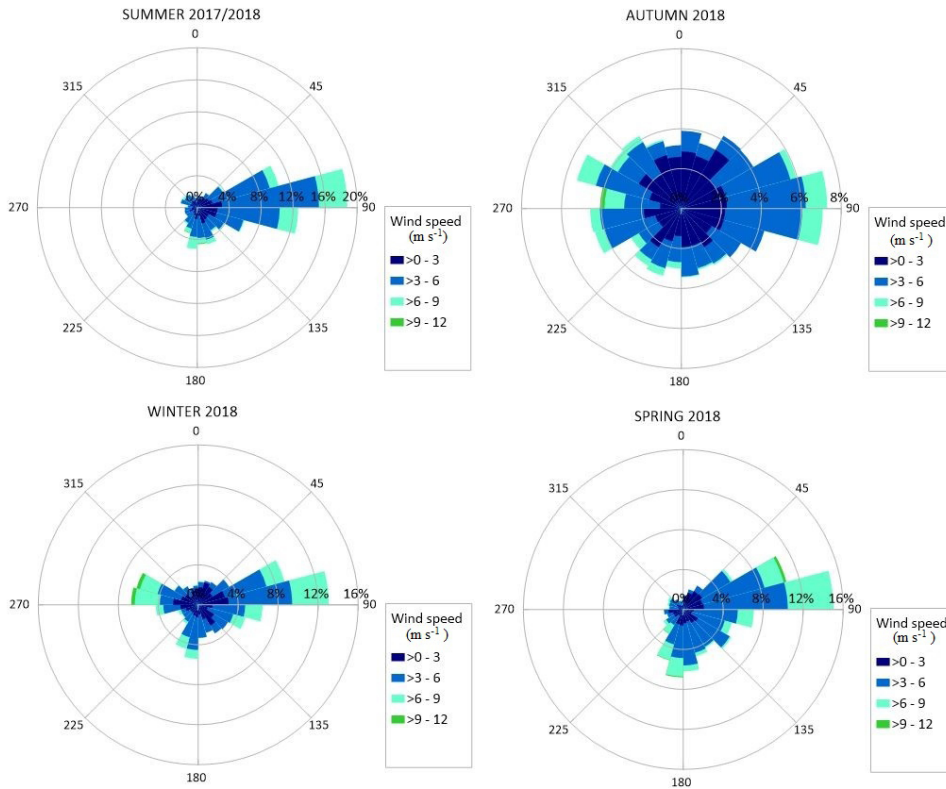 SUMMER 2017/2018
0
315
45
0% 4% 8% 12% 16% 20%
270
90
225
135
180
Wind speed
(m s-1)
>0 - 3
>3 - 6
>6 - 9
>9 - 12
AUTUMN 2018
0
315
45
0% 2% 4% 6% 8%
270
90
225
135
180
Wind speed
(m s-1)
>0 - 3
>3 - 6
>6 - 9
>9 - 12
WINTER 2018
0
315
45
0% 4% 8% 12% 16%
270
90
225
135
180
Wind speed
(m s-1 )
>0 - 3
>3 - 6
>6 - 9
>9 - 12
SPRING 2018
0
315
45
0% 4% 8% 12% 16%
270
90
225
135
180
Wind speed
(m s-1 )
>0 - 3
>3 - 6
>6 - 9
>9 - 12